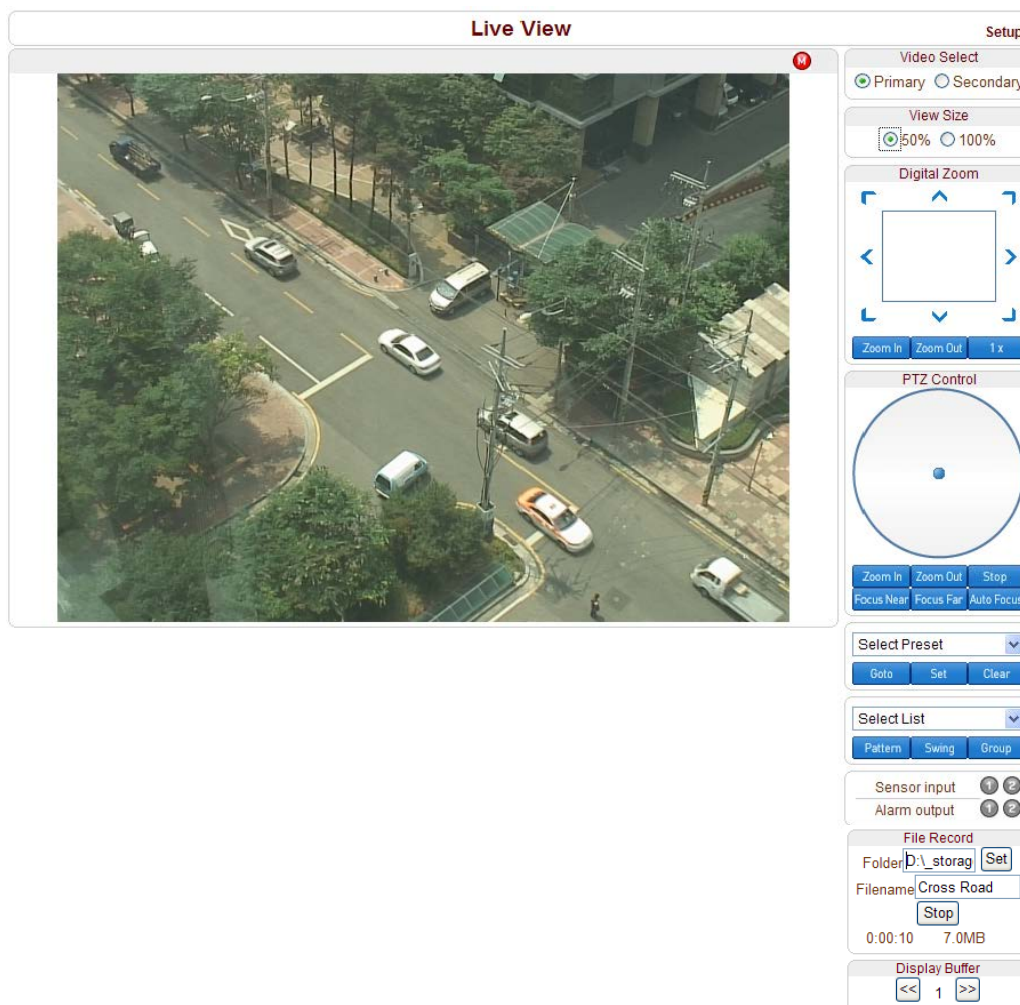 Live View
Setup
M
Video Select
Primary Secondary
View Size
50% 100%
Digital Zoom
Zoom In Zoom Out 1 x
PTZ Control
Zoom In Zoom Out Stop
Focus Near Focus Far Auto Focus
Select Preset
Goto Set Clear
Select List
Pattern Swing Group
Sensor input 1 2
Alarm output 1 2
File Record
Folder D:\_storag Set
Filename Cross Road
Stop
0:00:10 7.0MB
Display Buffer
<< 1 >>